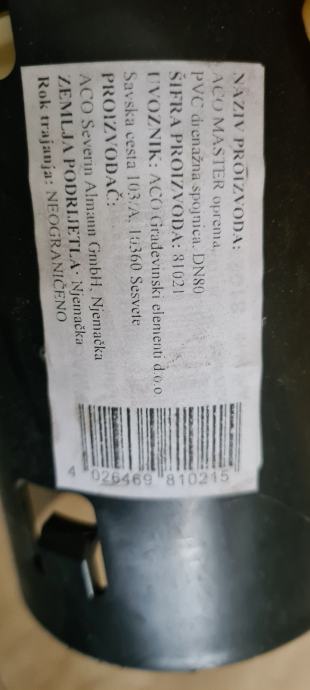 NAZIV PROIZVODA:
ACO MASTER oprema,
PVC drenažna spojnica, DN80
ŠIFRA PROIZVODA: 81021
UVOZNIK: ACO Građevinski elementi d.o.o
Savska cesta 103/A, 10360 Sesvete
PROIZVOĐAČ:
ACO Severin Almann GmbH, Njemačka
ZEMLJA PODRIJETLA: Njemačka
Rok trajanja: NEOGRANIČENO
4 026469 810215